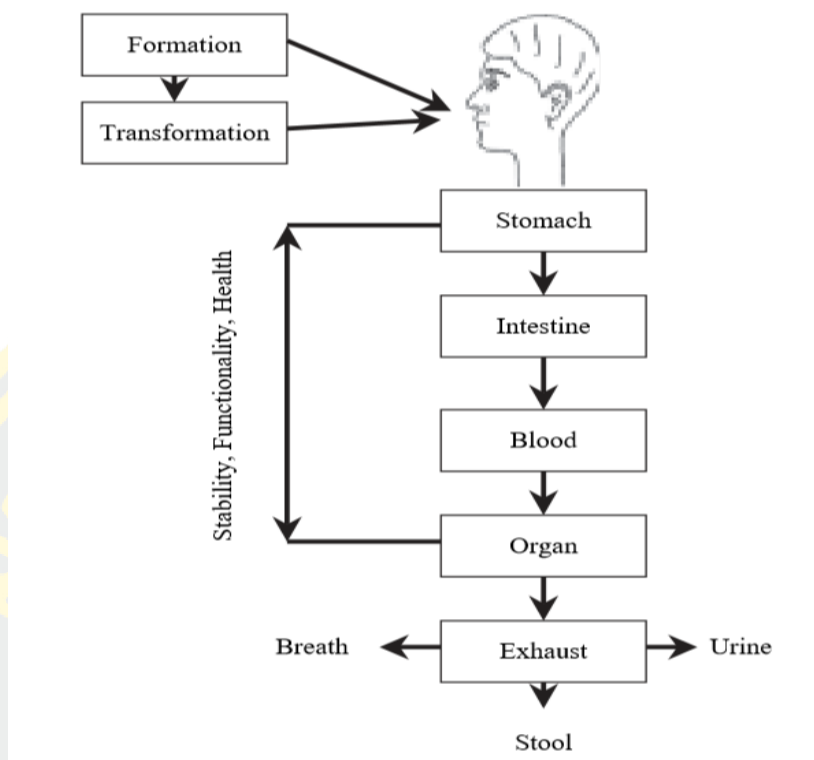 Formation
Transformation
Stomach
Stability, Functionality, Health
Intestine
Blood
Organ
Breath
Exhaust
Urine
Stool